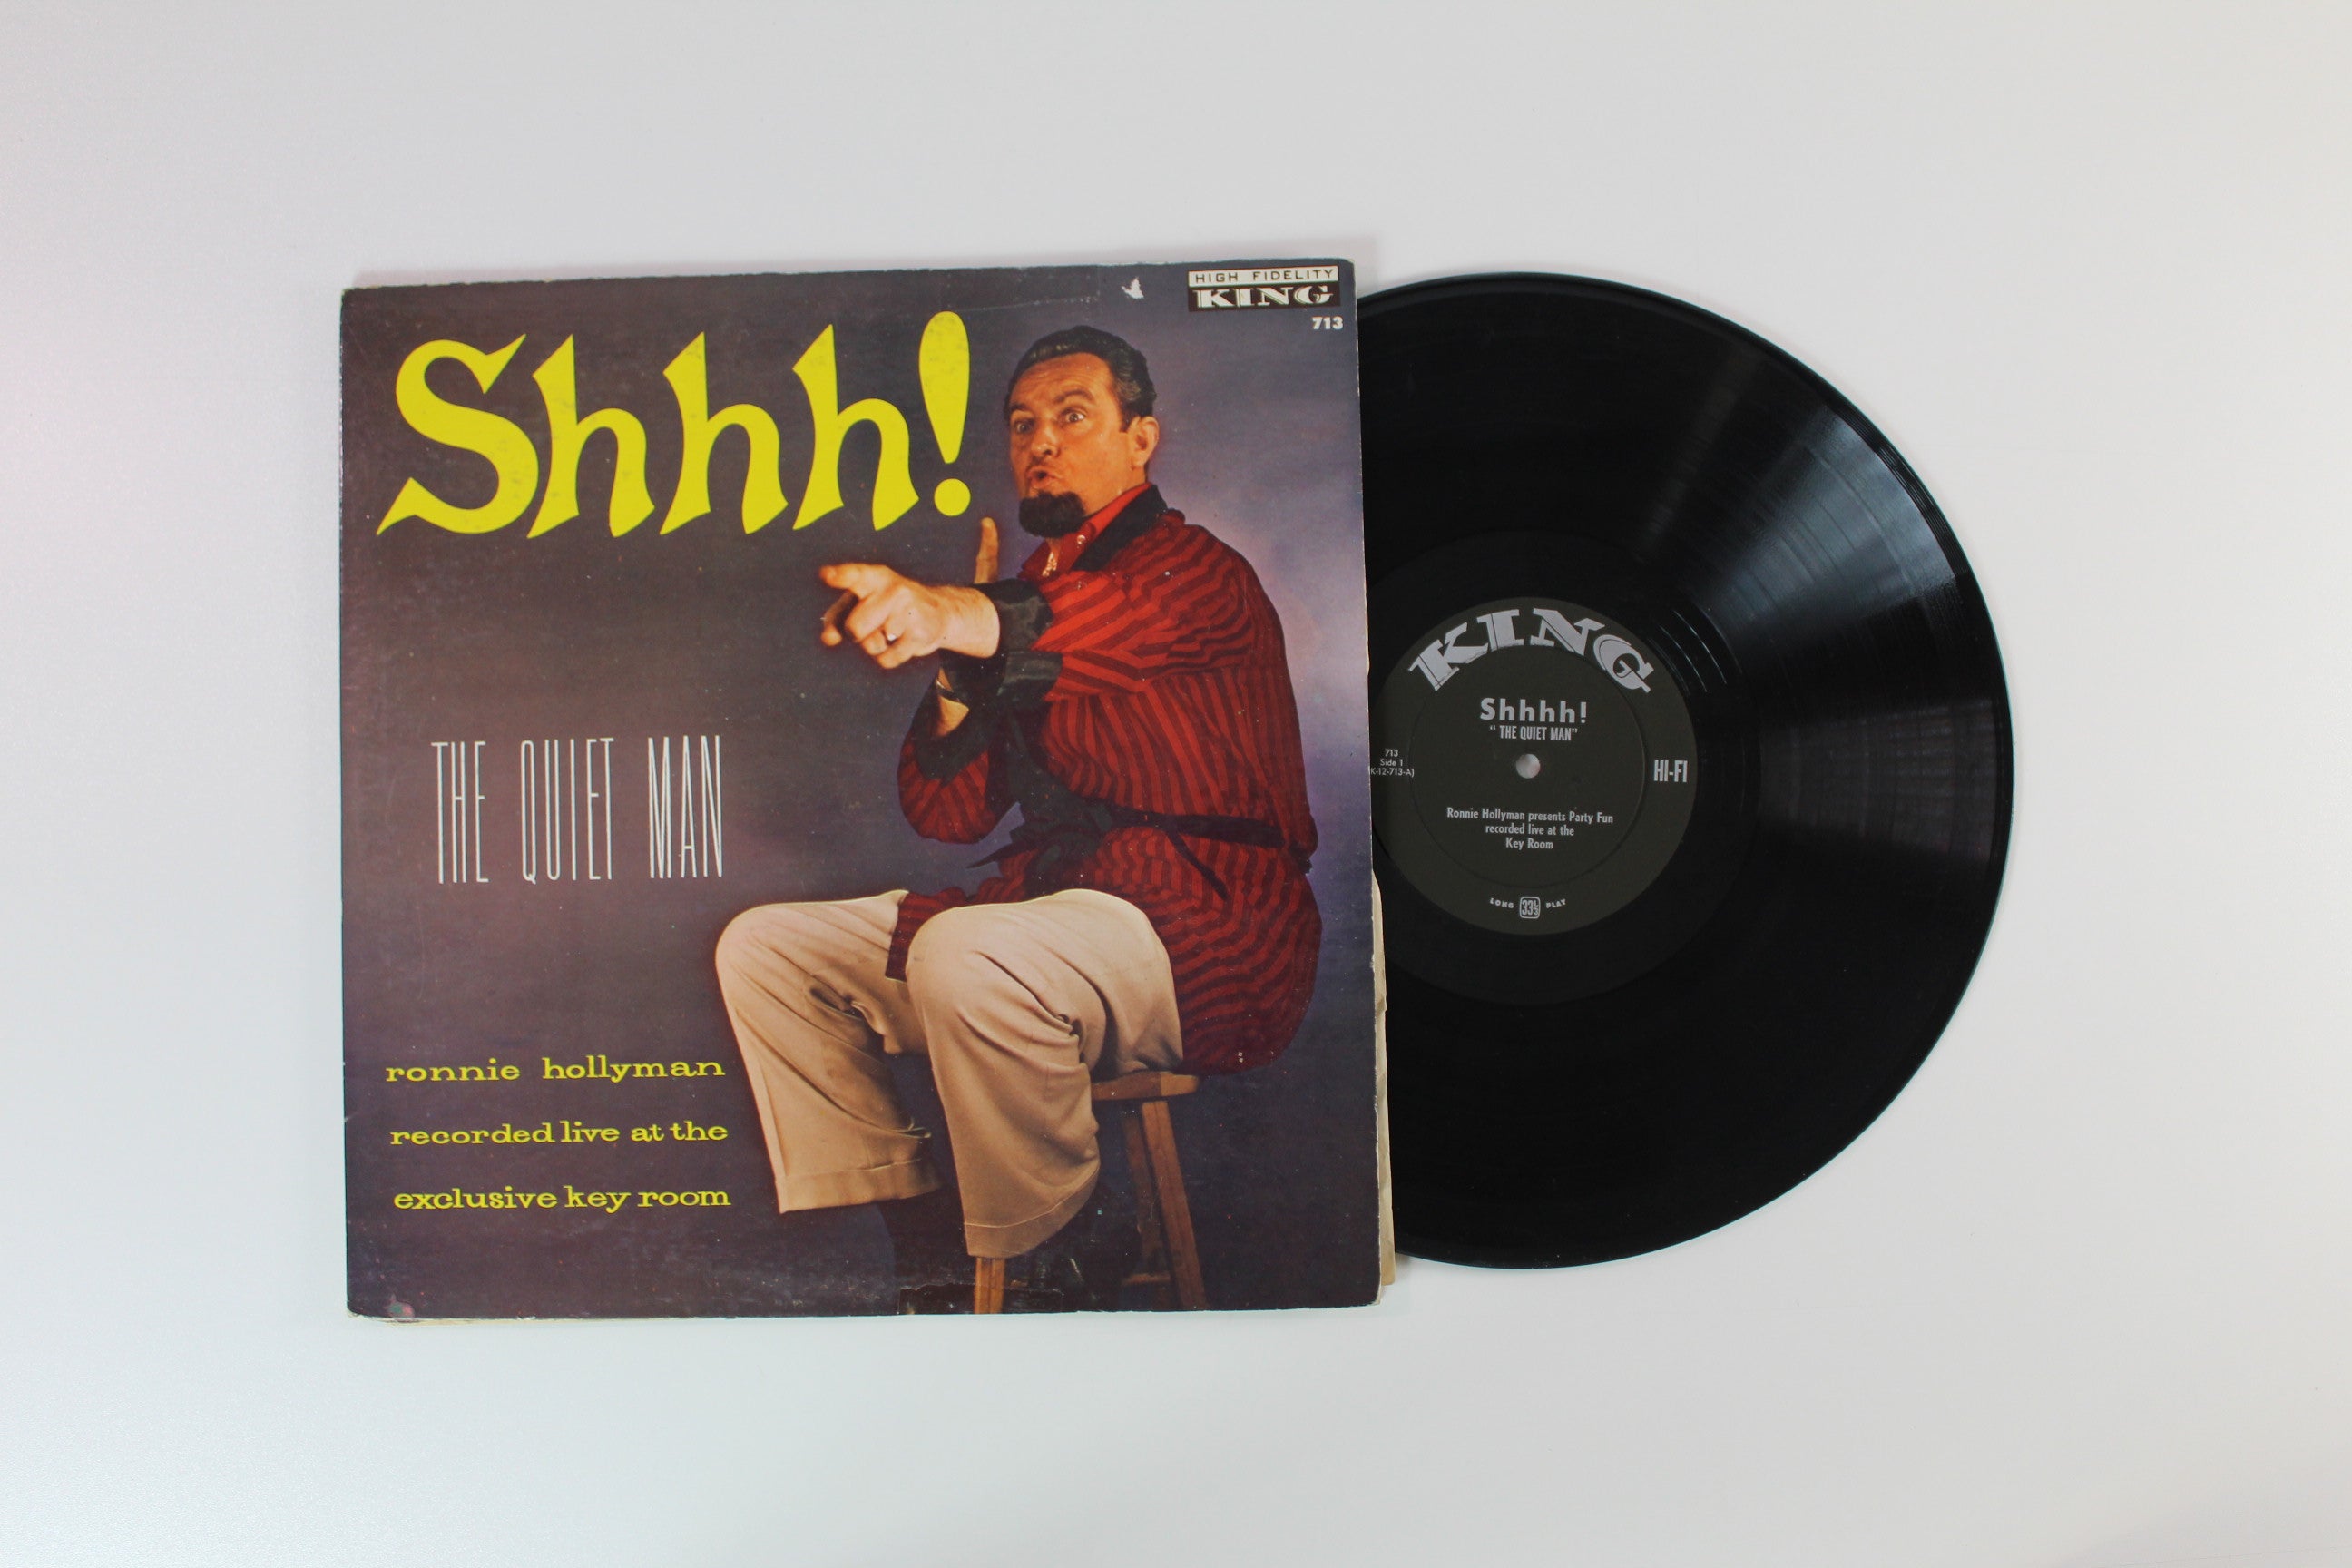 HIGH FIDELITY
KING
713
Shhh!
THE QUIET MAN
ronnie hollyman
recorded live at the
exclusive key room
KING
Shhhh!
"THE QUIET MAN"
713
Side 1
K-12-713-A)
HI-FI
Ronnie Hollyman presents Party Fun
recorded live at the
Key Room
LONG 33⅓ PLAY